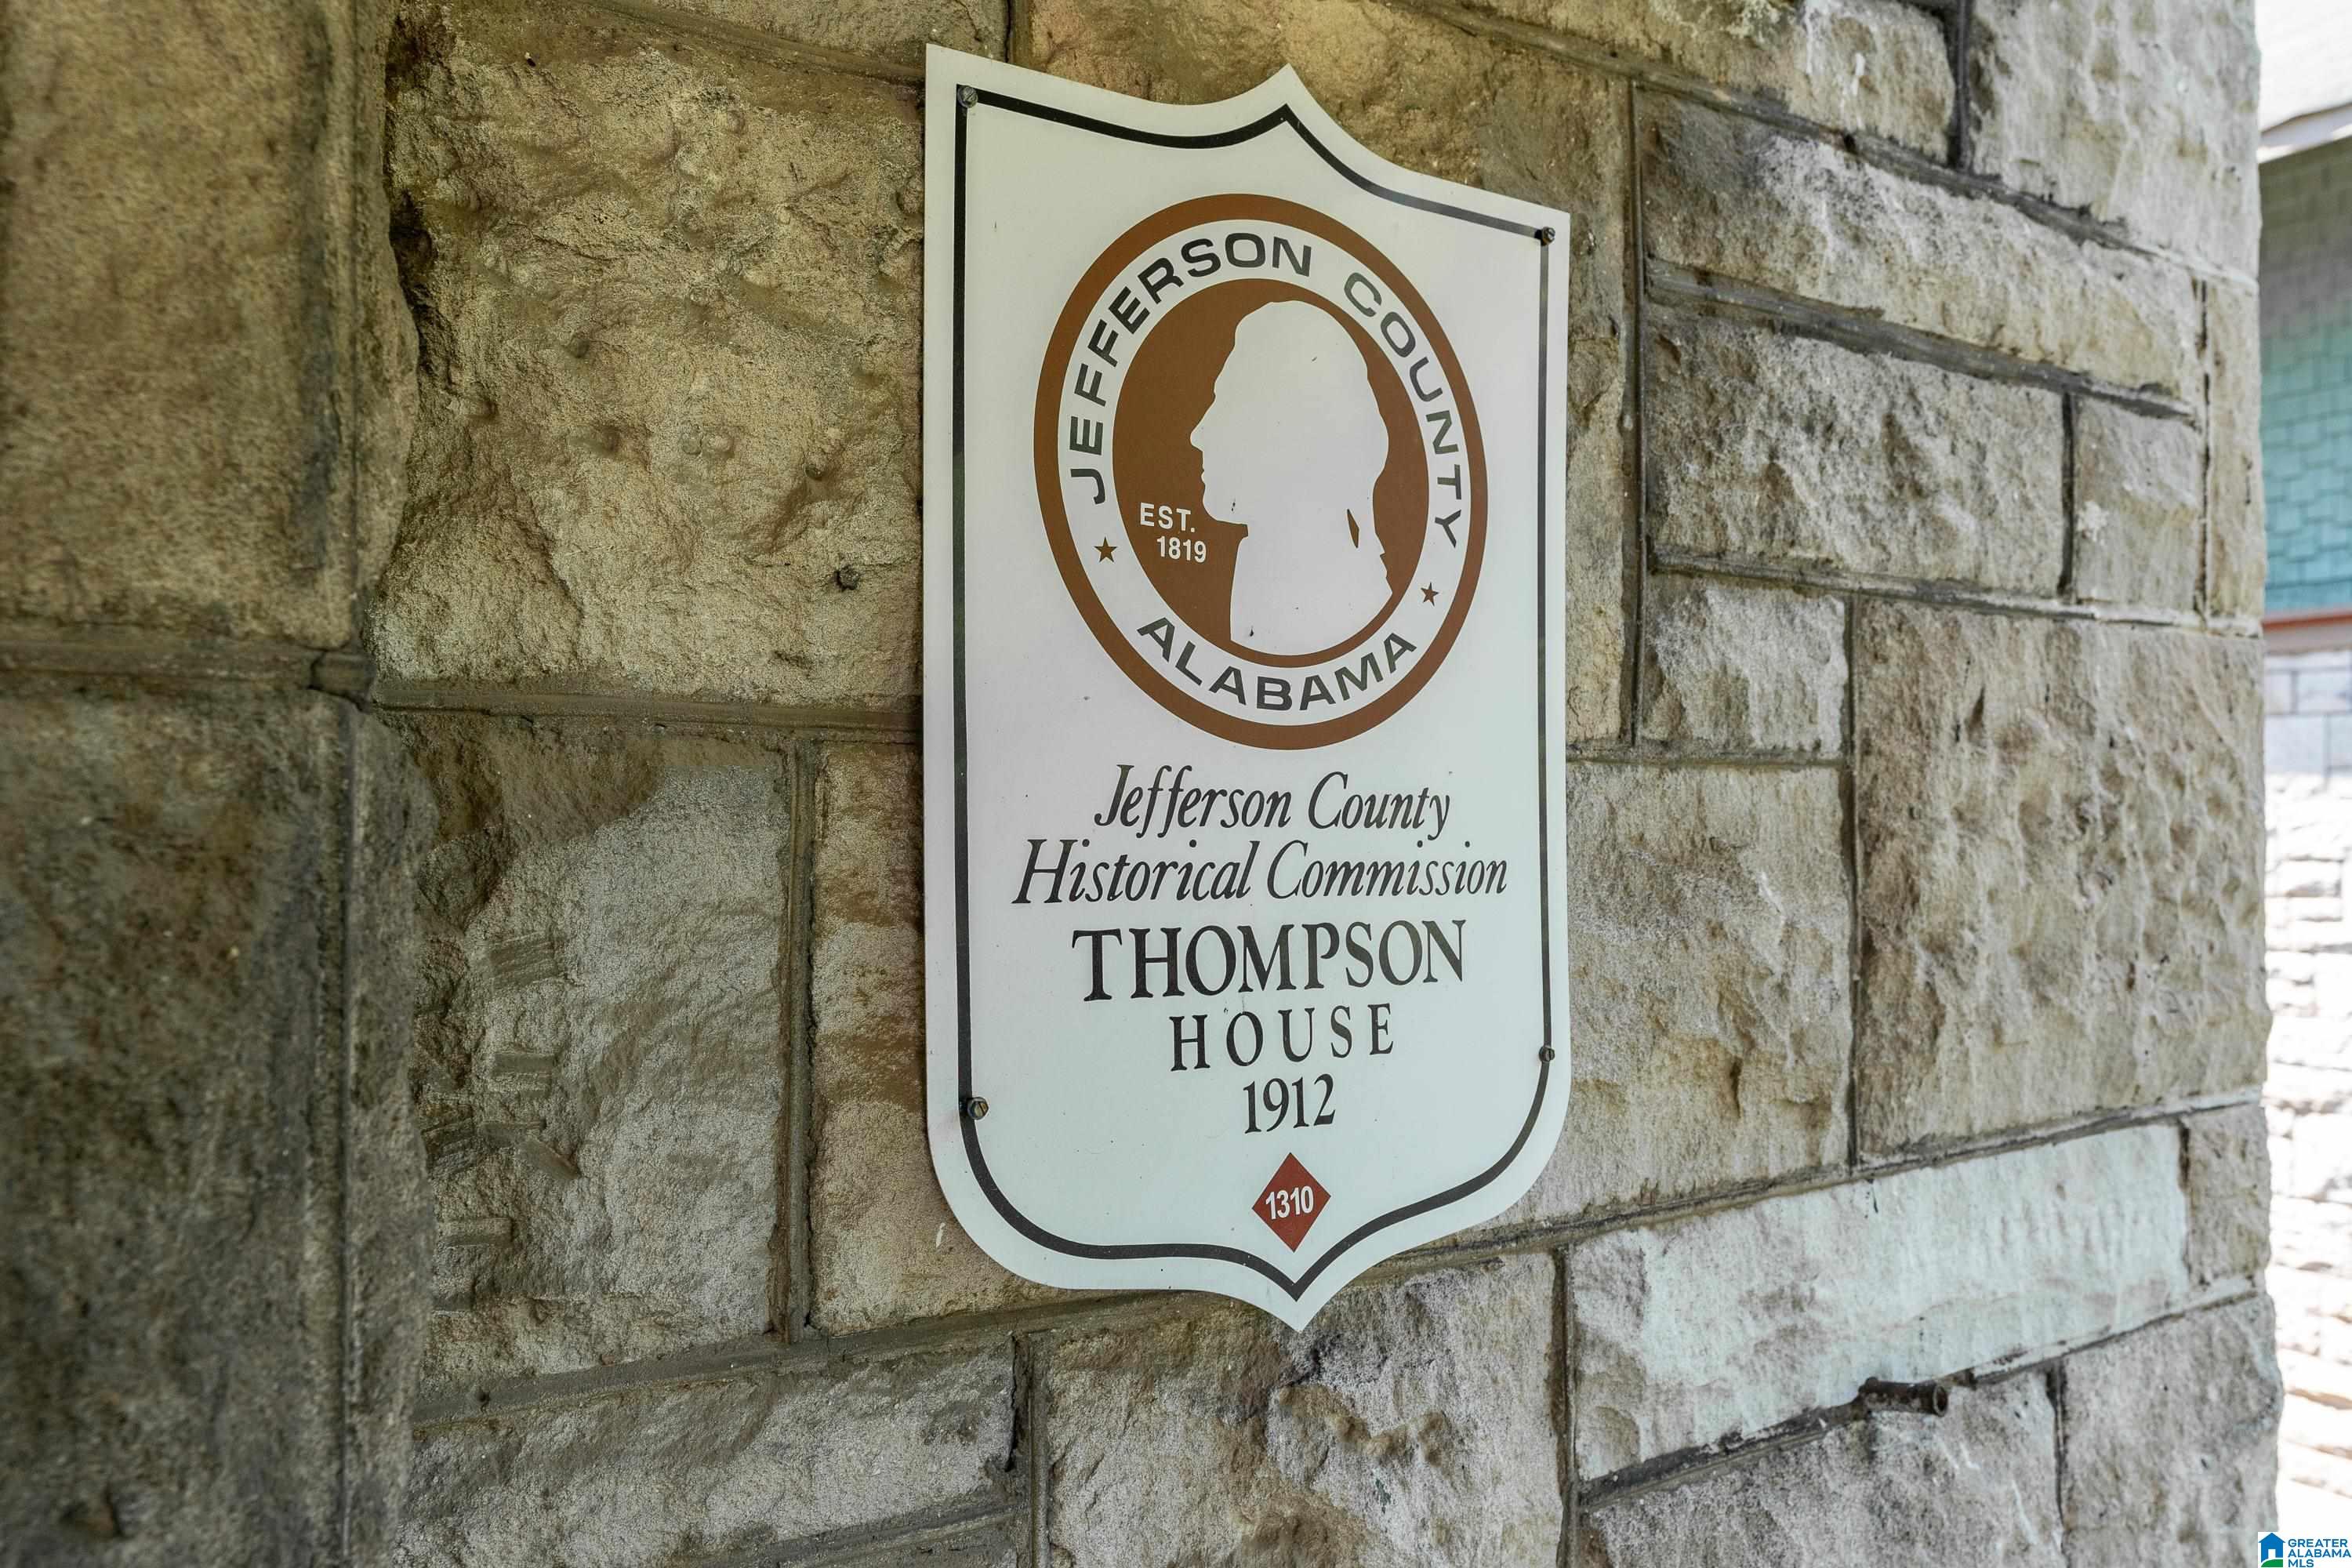 JEFFERSON COUNTY
EST.
1819
ALABAMA
Jefferson County
Historical Commission
THOMPSON
HOUSE
1912
1310
GREATER
ALABAMA
MLS